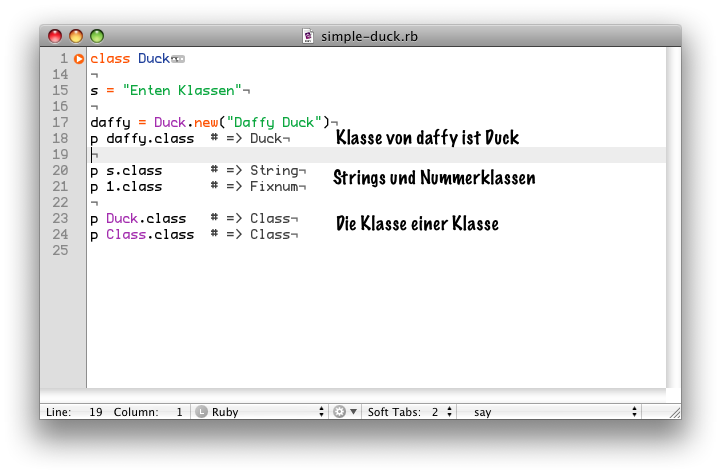 simple-duck.rb
1 class Duck
14 ¬
15 s = "Enten Klassen"¬
16 ¬
17 daffy = Duck.new("Daffy Duck")¬
18 p daffy.class  # => Duck¬ Klasse von daffy ist Duck
19 ¬
20 p s.class      # => String¬ Strings und Nummerklassen
21 p 1.class      # => Fixnum¬
22 ¬
23 p Duck.class   # => Class¬ Die Klasse einer Klasse
24 p Class.class  # => Class¬
25
Line: 19 Column: 1 L Ruby Soft Tabs: 2 say